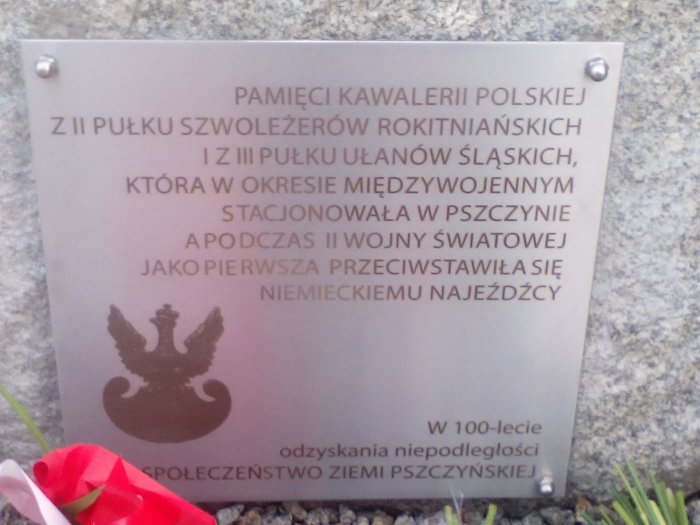 PAMIĘCI KAWALERII POLSKIEJ
Z II PUŁKU SZWOLEŻERÓW ROKITNIAŃSKICH
I Z III PUŁKU UŁANÓW ŚLĄSKICH,
KTÓRA W OKRESIE MIĘDZYWOJENNYM
STACJONOWAŁA W PSZCZYNIE
A PODCZAS II WOJNY ŚWIATOWEJ
JAKO PIERWSZA PRZECIWSTAWIŁA SIĘ
NIEMIECKIEMU NAJEŹDŹCY
W 100-lecie
odzyskania niepodległości
SPOŁECZEŃSTWO ZIEMI PSZCZYŃSKIEJ